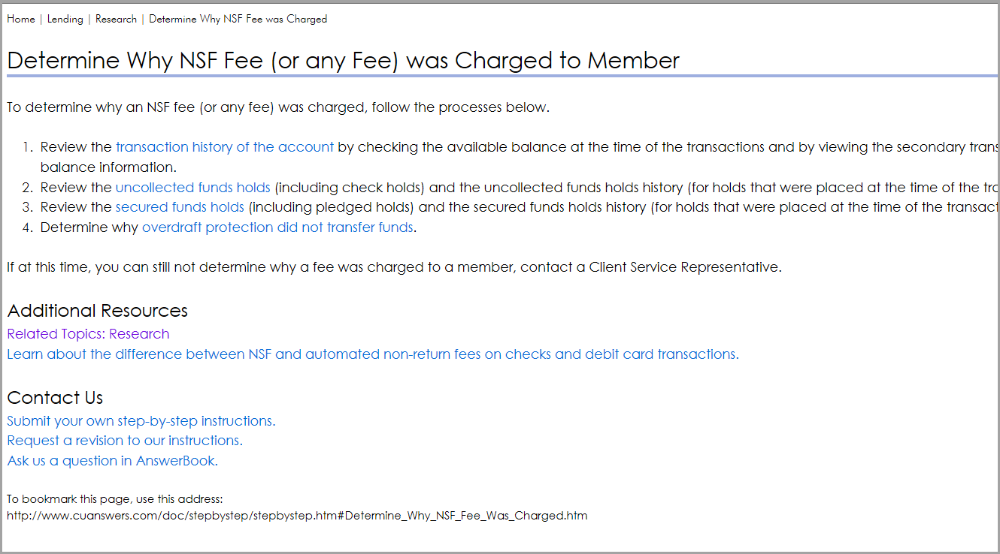 Home | Lending | Research | Determine Why NSF Fee was Charged
Determine Why NSF Fee (or any Fee) was Charged to Member
To determine why an NSF fee (or any fee) was charged, follow the processes below.
1. Review the transaction history of the account by checking the available balance at the time of the transactions and by viewing the secondary
balance information.
2. Review the uncollected funds holds (including check holds) and the uncollected funds holds history (for holds that were placed at the time of the
3. Review the secured funds holds (including pledged holds) and the secured funds holds history (for holds that were placed at the time of the
4. Determine why overdraft protection did not transfer funds.
If at this time, you can still not determine why a fee was charged to a member, contact a Client Service Representative.
Additional Resources
Related Topics: Research
Learn about the difference between NSF and automated non-return fees on checks and debit card transactions.
Contact Us
Submit your own step-by-step instructions.
Request a revision to our instructions.
Ask us a question in AnswerBook.
To bookmark this page, use this address:
http://www.cuanswers.com/doc/stepbystep/stepbystep.htm#Determine_Why_NSF_Fee_Was_Charged.htm